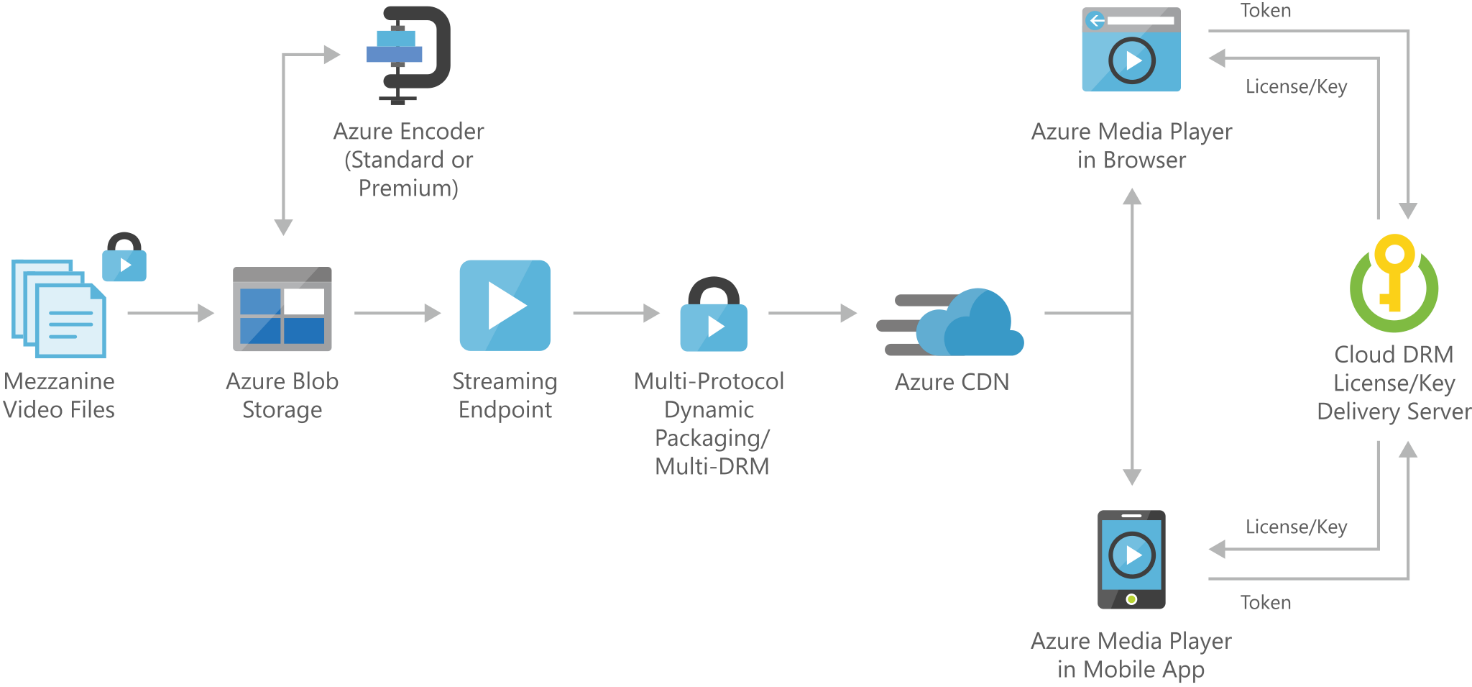 Token
License/Key
Azure Encoder
(Standard or
Premium)
Azure Media Player
in Browser
Mezzanine
Video Files
Azure Blob
Storage
Streaming
Endpoint
Multi-Protocol
Dynamic
Packaging/
Multi-DRM
Azure CDN
Cloud DRM
License/Key
Delivery Server
License/Key
Token
Azure Media Player
in Mobile App